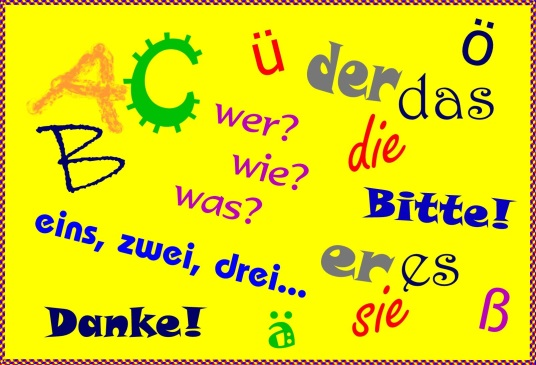 A C
B
ü
ö
der das
die
wer?
wie?
was?
Bitte!
eins, zwei, drei...
er es
sie
Danke!
ä
ß